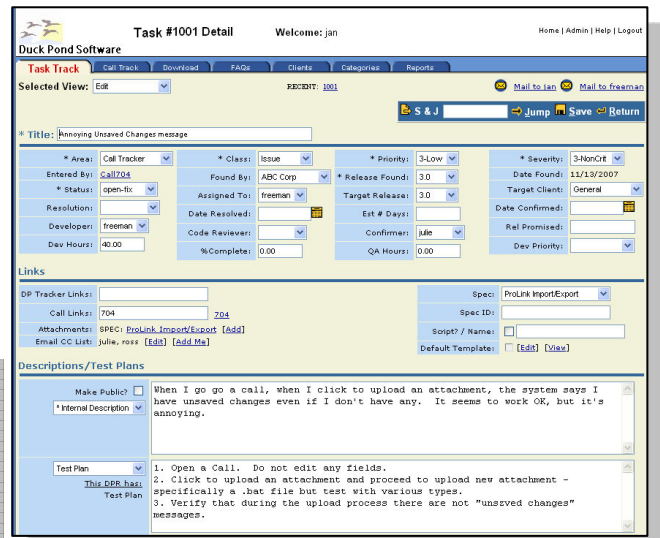 Task #1001 Detail Welcome: jan Home | Admin | Help | Logout
Duck Pond Software
Task Track Call Track Download FAQs Clients Categories Reports
Selected View: Edit RECENT: 1001 Mail to jan Mail to freeman
S & J Jump Save Return
* Title: Annoying Unsaved Changes message
* Area: Call Tracker * Class: Issue * Priority: 3-Low * Severity: 3-NonCrit
Entered By: Call704 Found By: ABC Corp * Release Found: 3.0 Date Found: 11/13/2007
* Status: open-fix Assigned To: freeman Target Release: 3.0 Target Client: General
Resolution: Date Resolved: Est # Days: Date Confirmed:
Developer: freeman Code Reviewer: Confirmer: julie Rel Promised:
Dev Hours: 40.00 %Complete: 0.00 QA Hours: 0.00 Dev Priority:
Links
DP Tracker Links: Spec: ProLink Import/Export
Call Links: 704 704 Spec ID:
Attachments: SPEC: ProLink Import/Export [Add] Script? / Name:
Email CC List: julie, ross [Edit] [Add Me] Default Template: [Edit] [View]
Descriptions/Test Plans
Make Public? When I go go a call, when I click to upload an attachment, the system says I
* Internal Description have unsaved changes even if I don't have any. It seems to work OK, but it's
annoying.
Test Plan 1. Open a Call. Do not edit any fields.
This DPR has: 2. Click to upload an attachment and proceed to upload new attachment -
Test Plan specifically a .bat file but test with various types.
3. Verify that during the upload process there are not "unszved changes"
messages.